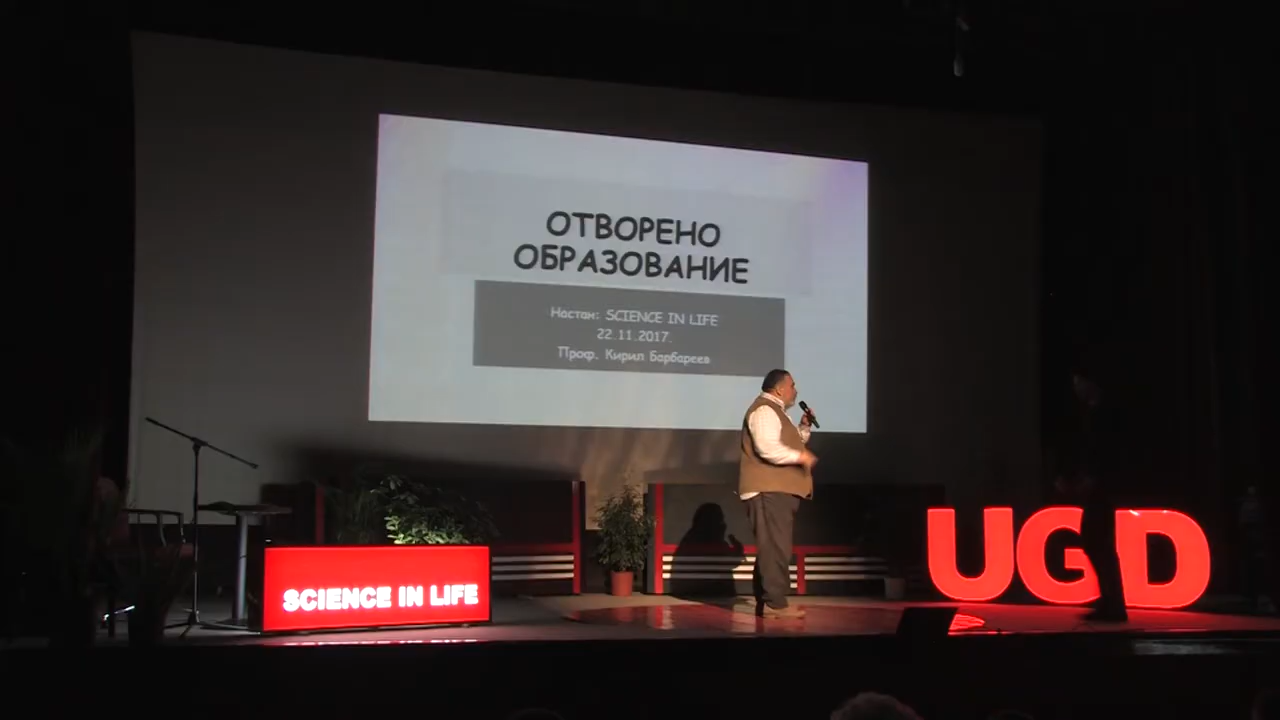 ОТВОРЕНО
ОБРАЗОВАНИЕ
Настан: SCIENCE IN LIFE
22.11.2017.
Проф. Кирил Барбареев
SCIENCE IN LIFE
UGD